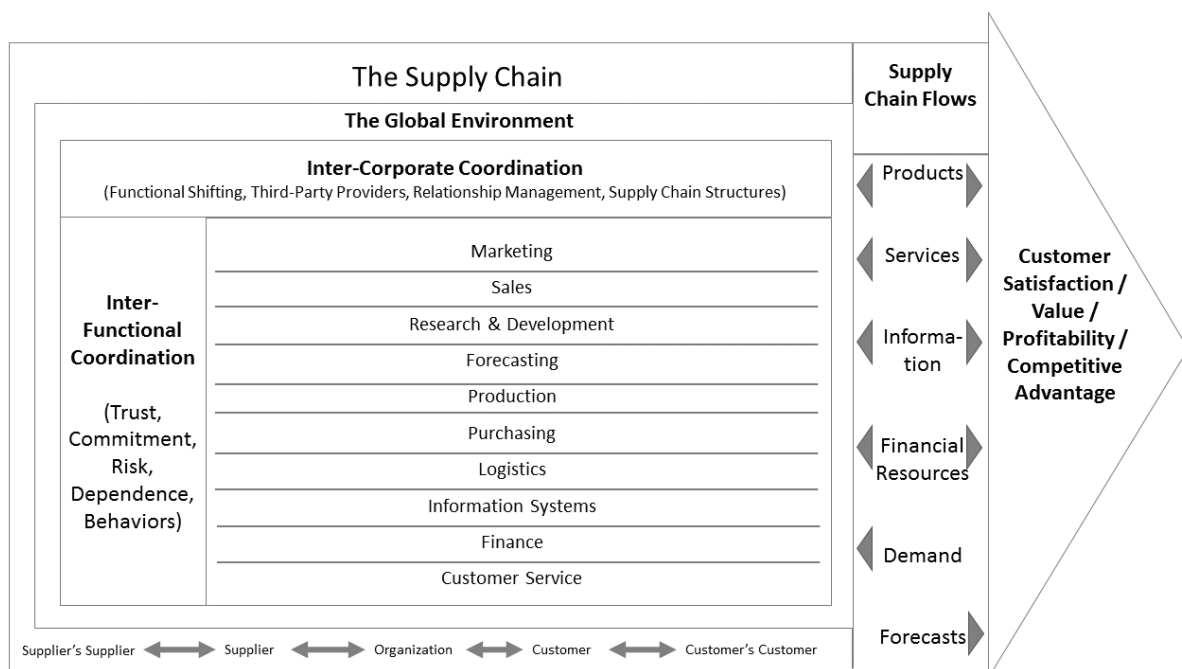 The Supply Chain
The Global Environment
Inter-Corporate Coordination
(Functional Shifting, Third-Party Providers, Relationship Management, Supply Chain Structures)
Inter-
Functional
Coordination
(Trust,
Commitment,
Risk,
Dependence,
Behaviors)
Marketing
Sales
Research & Development
Forecasting
Production
Purchasing
Logistics
Information Systems
Finance
Customer Service
Supplier's Supplier
Supplier
Organization
Customer
Customer's Customer
Supply
Chain Flows
Products
Services
Informa-
tion
Financial
Resources
Demand
Forecasts
Customer
Satisfaction /
Value /
Profitability /
Competitive
Advantage